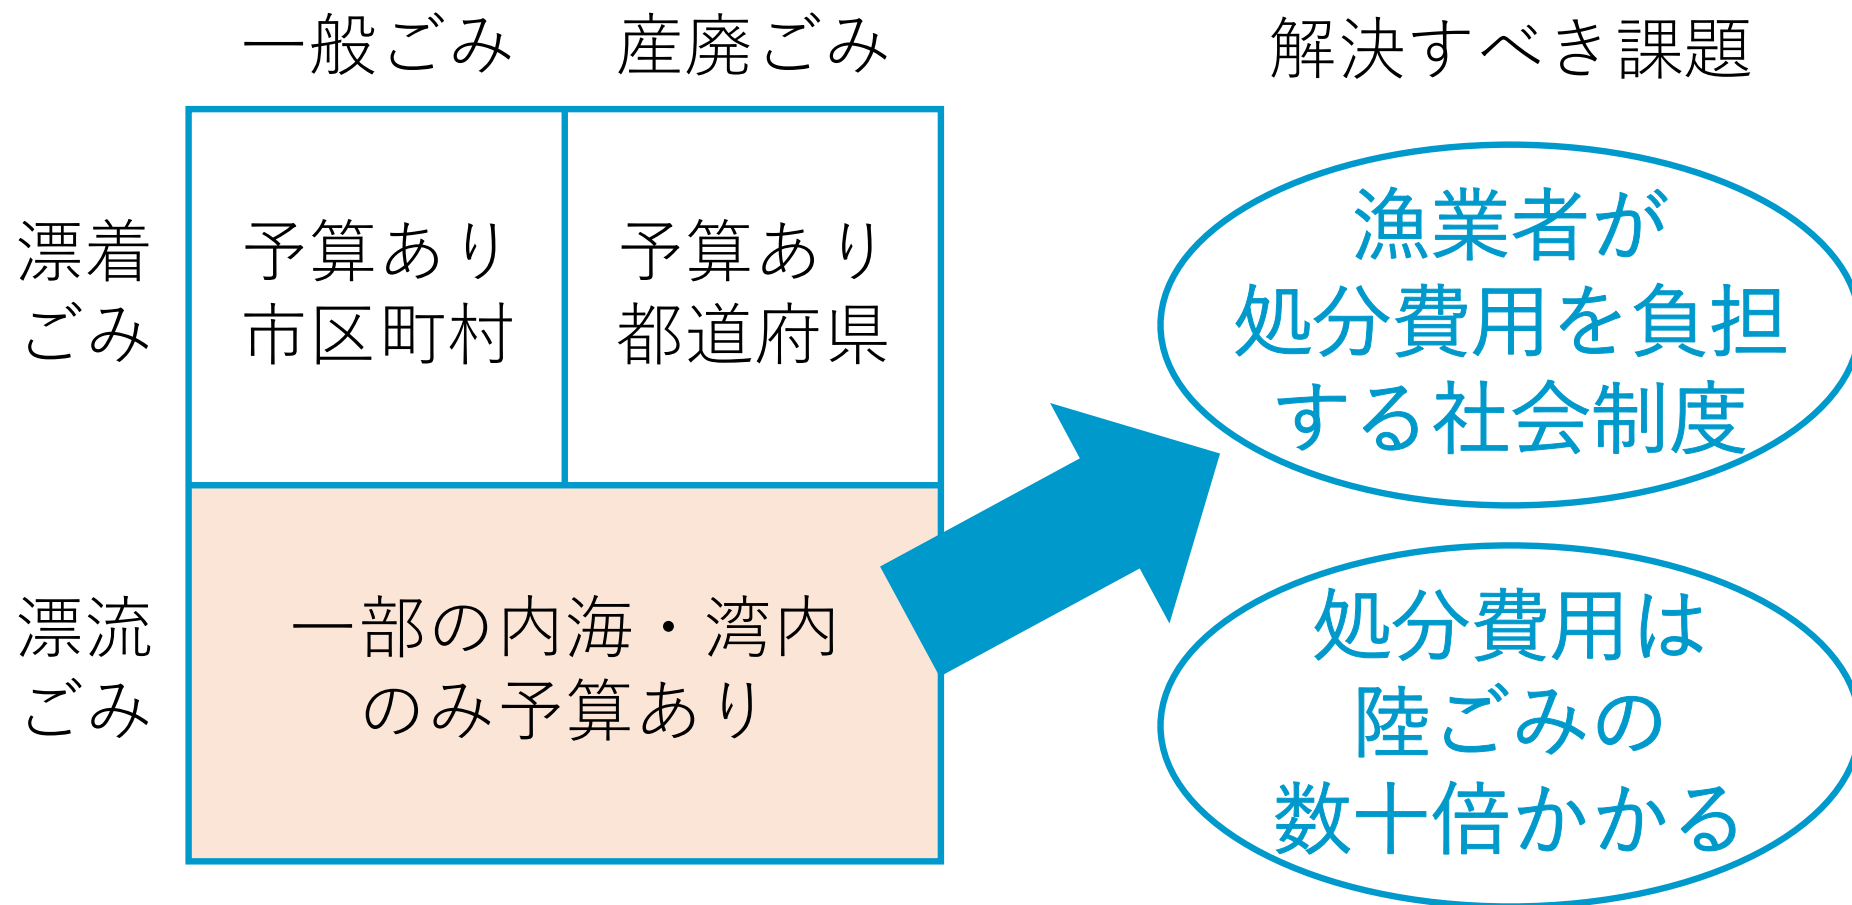 一般ごみ
産廃ごみ
解決すべき課題
漂着
ごみ
予算あり
市区町村
予算あり
都道府県
漁業者が
処分費用を負担
する社会制度
漂流
ごみ
一部の内海・湾内
のみ予算あり
処分費用は
陸ごみの
数十倍かかる